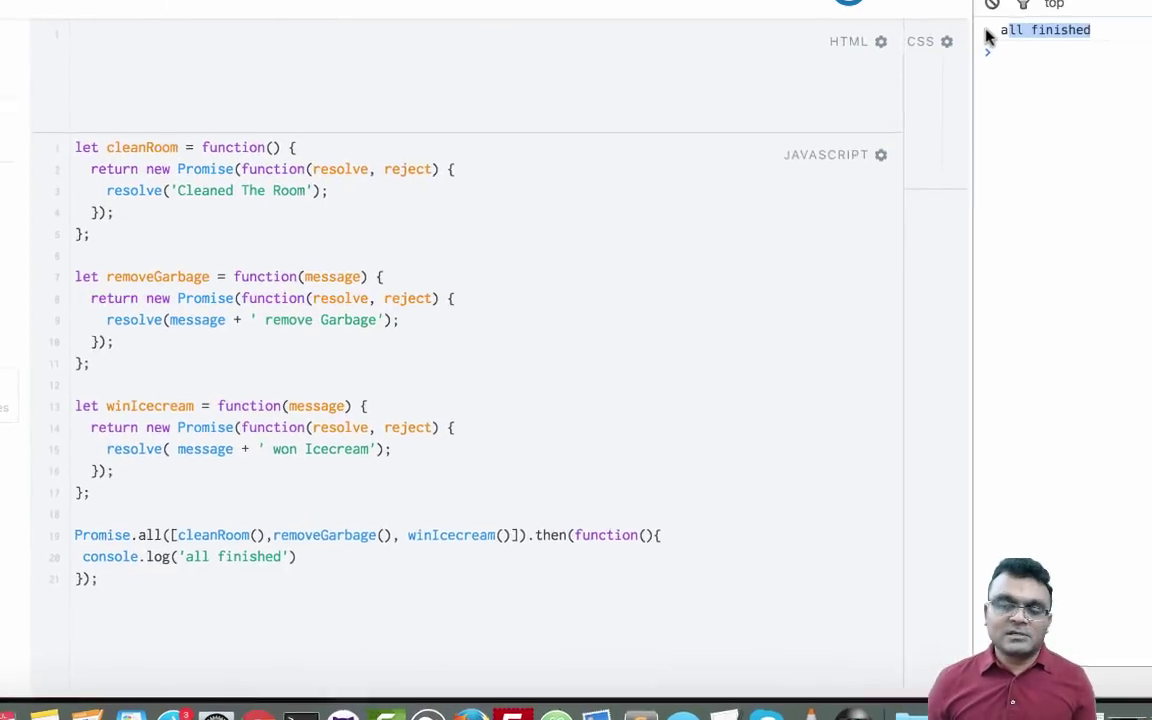 top
all finished
>
1
HTML
CSS
JAVASCRIPT
1 let cleanRoom = function() {
2 return new Promise(function(resolve, reject) {
3 resolve('Cleaned The Room');
4 });
5 };
6
7 let removeGarbage = function(message) {
8 return new Promise(function(resolve, reject) {
9 resolve(message + ' remove Garbage');
10 });
11 };
12
13 let winIcecream = function(message) {
14 return new Promise(function(resolve, reject) {
15 resolve( message + ' won Icecream');
16 });
17 };
18
19 Promise.all([cleanRoom(),removeGarbage(), winIcecream()]).then(function(){
20 console.log('all finished')
21 });
es
3